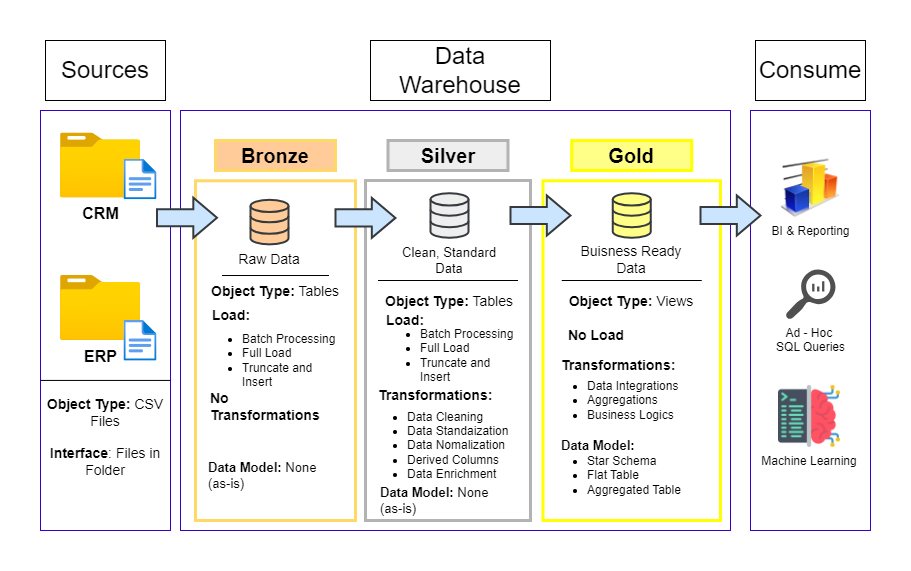 Sources
Data
Warehouse
Consume
CRM
ERP
Object Type: CSV
Files
Interface: Files in
Folder
Bronze
Raw Data
Object Type: Tables
Load:
• Batch Processing
• Full Load
• Truncate and
Insert
No
Transformations
Data Model: None
(as-is)
Silver
Clean, Standard
Data
Object Type: Tables
Load:
• Batch Processing
• Full Load
• Truncate and
Insert
Transformations:
• Data Cleaning
• Data Standaization
• Data Nomalization
• Derived Columns
• Data Enrichment
Data Model: None
(as-is)
Gold
Buisness Ready
Data
Object Type: Views
No Load
Transformations:
• Data Integrations
• Aggregations
• Business Logics
Data Model:
• Star Schema
• Flat Table
• Aggregated Table
BI & Reporting
Ad - Hoc
SQL Queries
Machine Learning